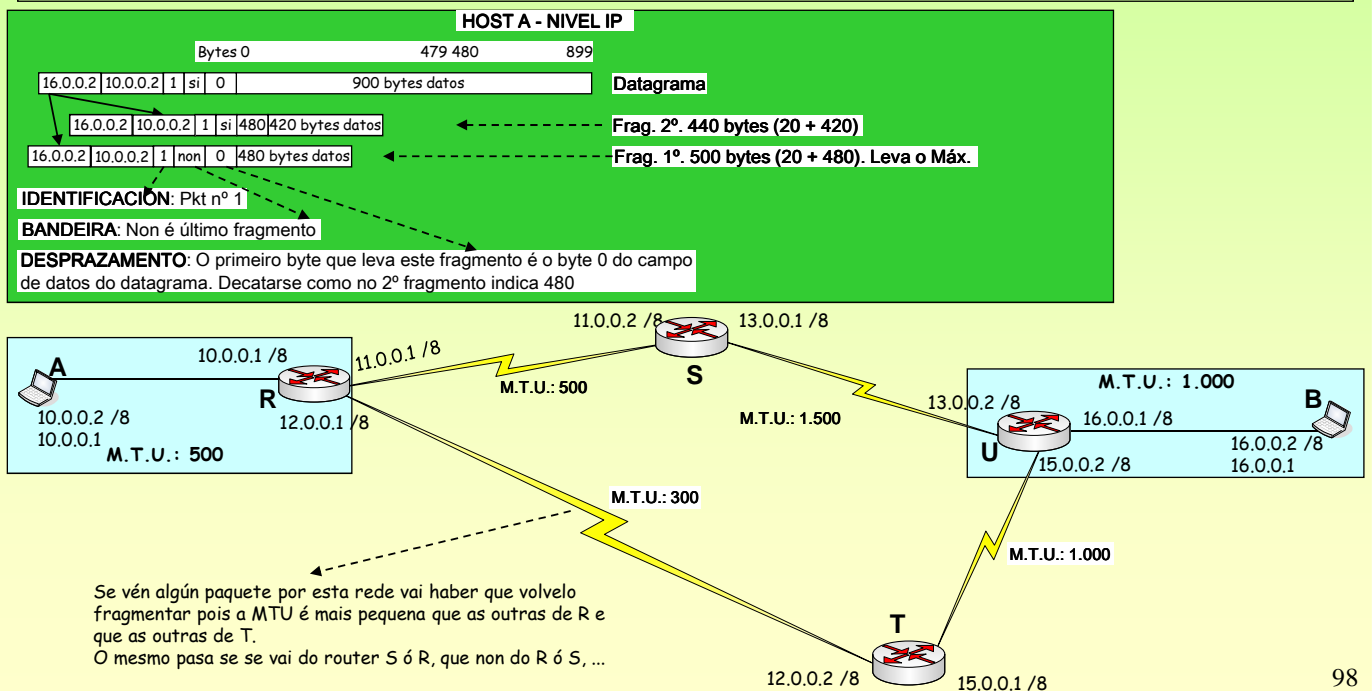 HOST A - NIVEL IP
Bytes 0 479 480 899
16.0.0.2 10.0.0.2 1 si 0 900 bytes datos Datagrama
16.0.0.2 10.0.0.2 1 si 480 420 bytes datos Frag. 2º. 440 bytes (20 + 420)
16.0.0.2 10.0.0.2 1 non 0 480 bytes datos Frag. 1º. 500 bytes (20 + 480). Leva o Máx.
IDENTIFICACIÓN: Pkt nº 1
BANDEIRA: Non é último fragmento
DESPRAZAMENTO: O primeiro byte que leva este fragmento é o byte 0 do campo
de datos do datagrama. Decatarse como no 2º fragmento indica 480
11.0.0.2 /8
13.0.0.1 /8
S
A
10.0.0.1 /8
11.0.0.1 /8
R
10.0.0.2 /8
10.0.0.1
12.0.0.1 /8
M.T.U.: 500
M.T.U.: 500
M.T.U.: 1.500
M.T.U.: 1.000
13.0.0.2 /8
16.0.0.1 /8
B
U
16.0.0.2 /8
16.0.0.1
15.0.0.2 /8
M.T.U.: 300
M.T.U.: 1.000
Se vén algún paquete por esta rede vai haber que volvelo
fragmentar pois a MTU é mais pequena que as outras de R e
que as outras de T.
O mesmo pasa se se vai do router S ó R, que non do R ó S, ...
T
12.0.0.2 /8
15.0.0.1 /8
98